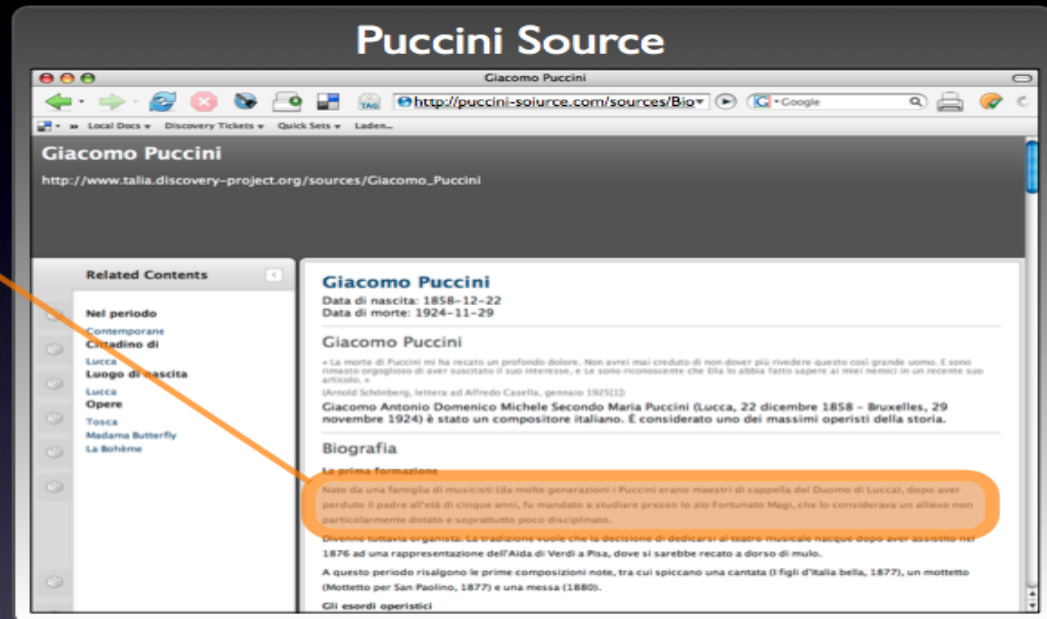 Puccini Source
Giacomo Puccini
TAG
http://puccini-soiurce.com/sources/Bio
G Google
Local Docs
Discovery Tickets
Quick Sets
Laden...
Giacomo Puccini
http://www.talia.discovery-project.org/sources/Giacomo_Puccini
Related Contents
Nel periodo
Contemporane
Cittadino di
Lucca
Luogo di nascita
Lucca
Opere
Tosca
Madama Butterfly
La Bohème
Giacomo Puccini
Data di nascita: 1858-12-22
Data di morte: 1924-11-29
Giacomo Puccini
« La morte di Puccini mi ha recato un profondo dolore. Non avrei mai creduto di non dover più rivedere questo così grande uomo. E sono
rimasto orgoglioso di aver suscitato il suo interesse, e Le sono riconoscente che Ella lo abbia fatto sapere ai miei nemici in un recente suo
articolo. »
(Arnold Schönberg, lettera ad Alfredo Casella, gennaio 1925[1])
Giacomo Antonio Domenico Michele Secondo Maria Puccini (Lucca, 22 dicembre 1858 – Bruxelles, 29
novembre 1924) è stato un compositore italiano. È considerato uno dei massimi operisti della storia.
Biografia
La prima formazione
Nato da una famiglia di musicisti (da molte generazioni i Puccini erano maestri di cappella del Duomo di Lucca), dopo aver
perduto il padre all'età di cinque anni, fu mandato a studiare presso lo zio Fortunato Magi, che lo considerava un allievo non
particolarmente dotato e soprattutto poco disciplinato.
Divenne tuttavia organista. La tradizione vuole che la decisione di dedicarsi al teatro musicale nacque dopo aver assistito nel
1876 ad una rappresentazione dell'Aida di Verdi a Pisa, dove si sarebbe recato a dorso di mulo.
A questo periodo risalgono le prime composizioni note, tra cui spiccano una cantata (I figli d'Italia bella, 1877), un mottetto
(Mottetto per San Paolino, 1877) e una messa (1880).
Gli esordi operistici